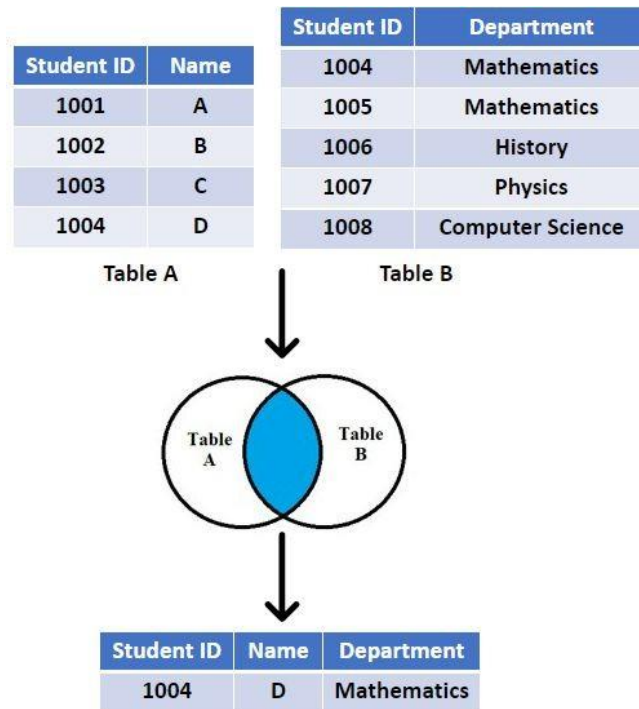 Student ID Name
1001 A
1002 B
1003 C
1004 D
Table A
Student ID Department
1004 Mathematics
1005 Mathematics
1006 History
1007 Physics
1008 Computer Science
Table B
Table
A
Table
B
Student ID Name Department
1004 D Mathematics